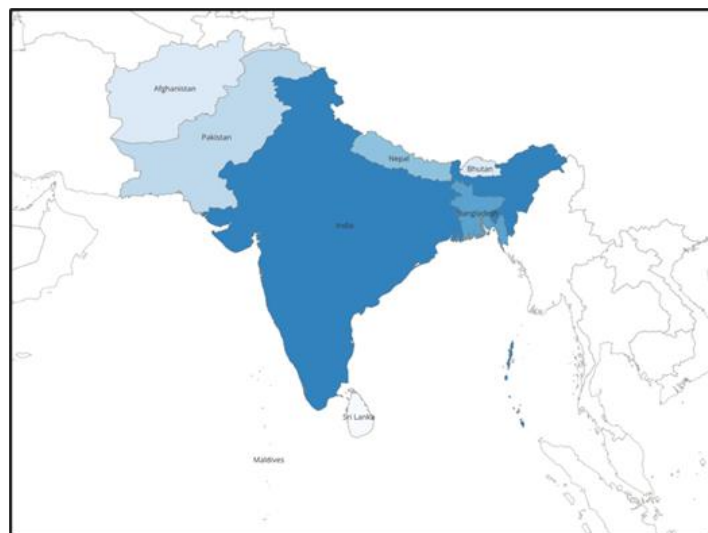 Afghanistan
Pakistan
Nepal
Bhutan
Bangladesh
India
Sri Lanka
Maldives